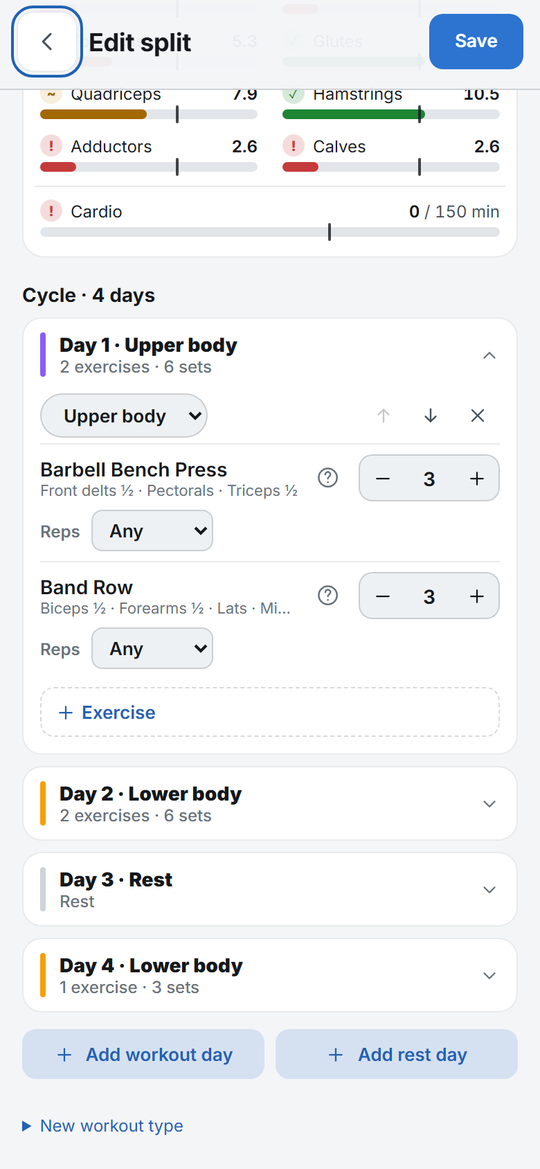 Edit split
Save
5.3
Glutes
Quadriceps 7.9
Hamstrings 10.5
Adductors 2.6
Calves 2.6
Cardio 0 / 150 min
Cycle · 4 days
Day 1 · Upper body
2 exercises · 6 sets
Upper body
Barbell Bench Press
Front delts ½ · Pectorals · Triceps ½
3
Reps Any
Band Row
Biceps ½ · Forearms ½ · Lats · Mi...
3
Reps Any
+ Exercise
Day 2 · Lower body
2 exercises · 6 sets
Day 3 · Rest
Rest
Day 4 · Lower body
1 exercise · 3 sets
+ Add workout day
+ Add rest day
New workout type